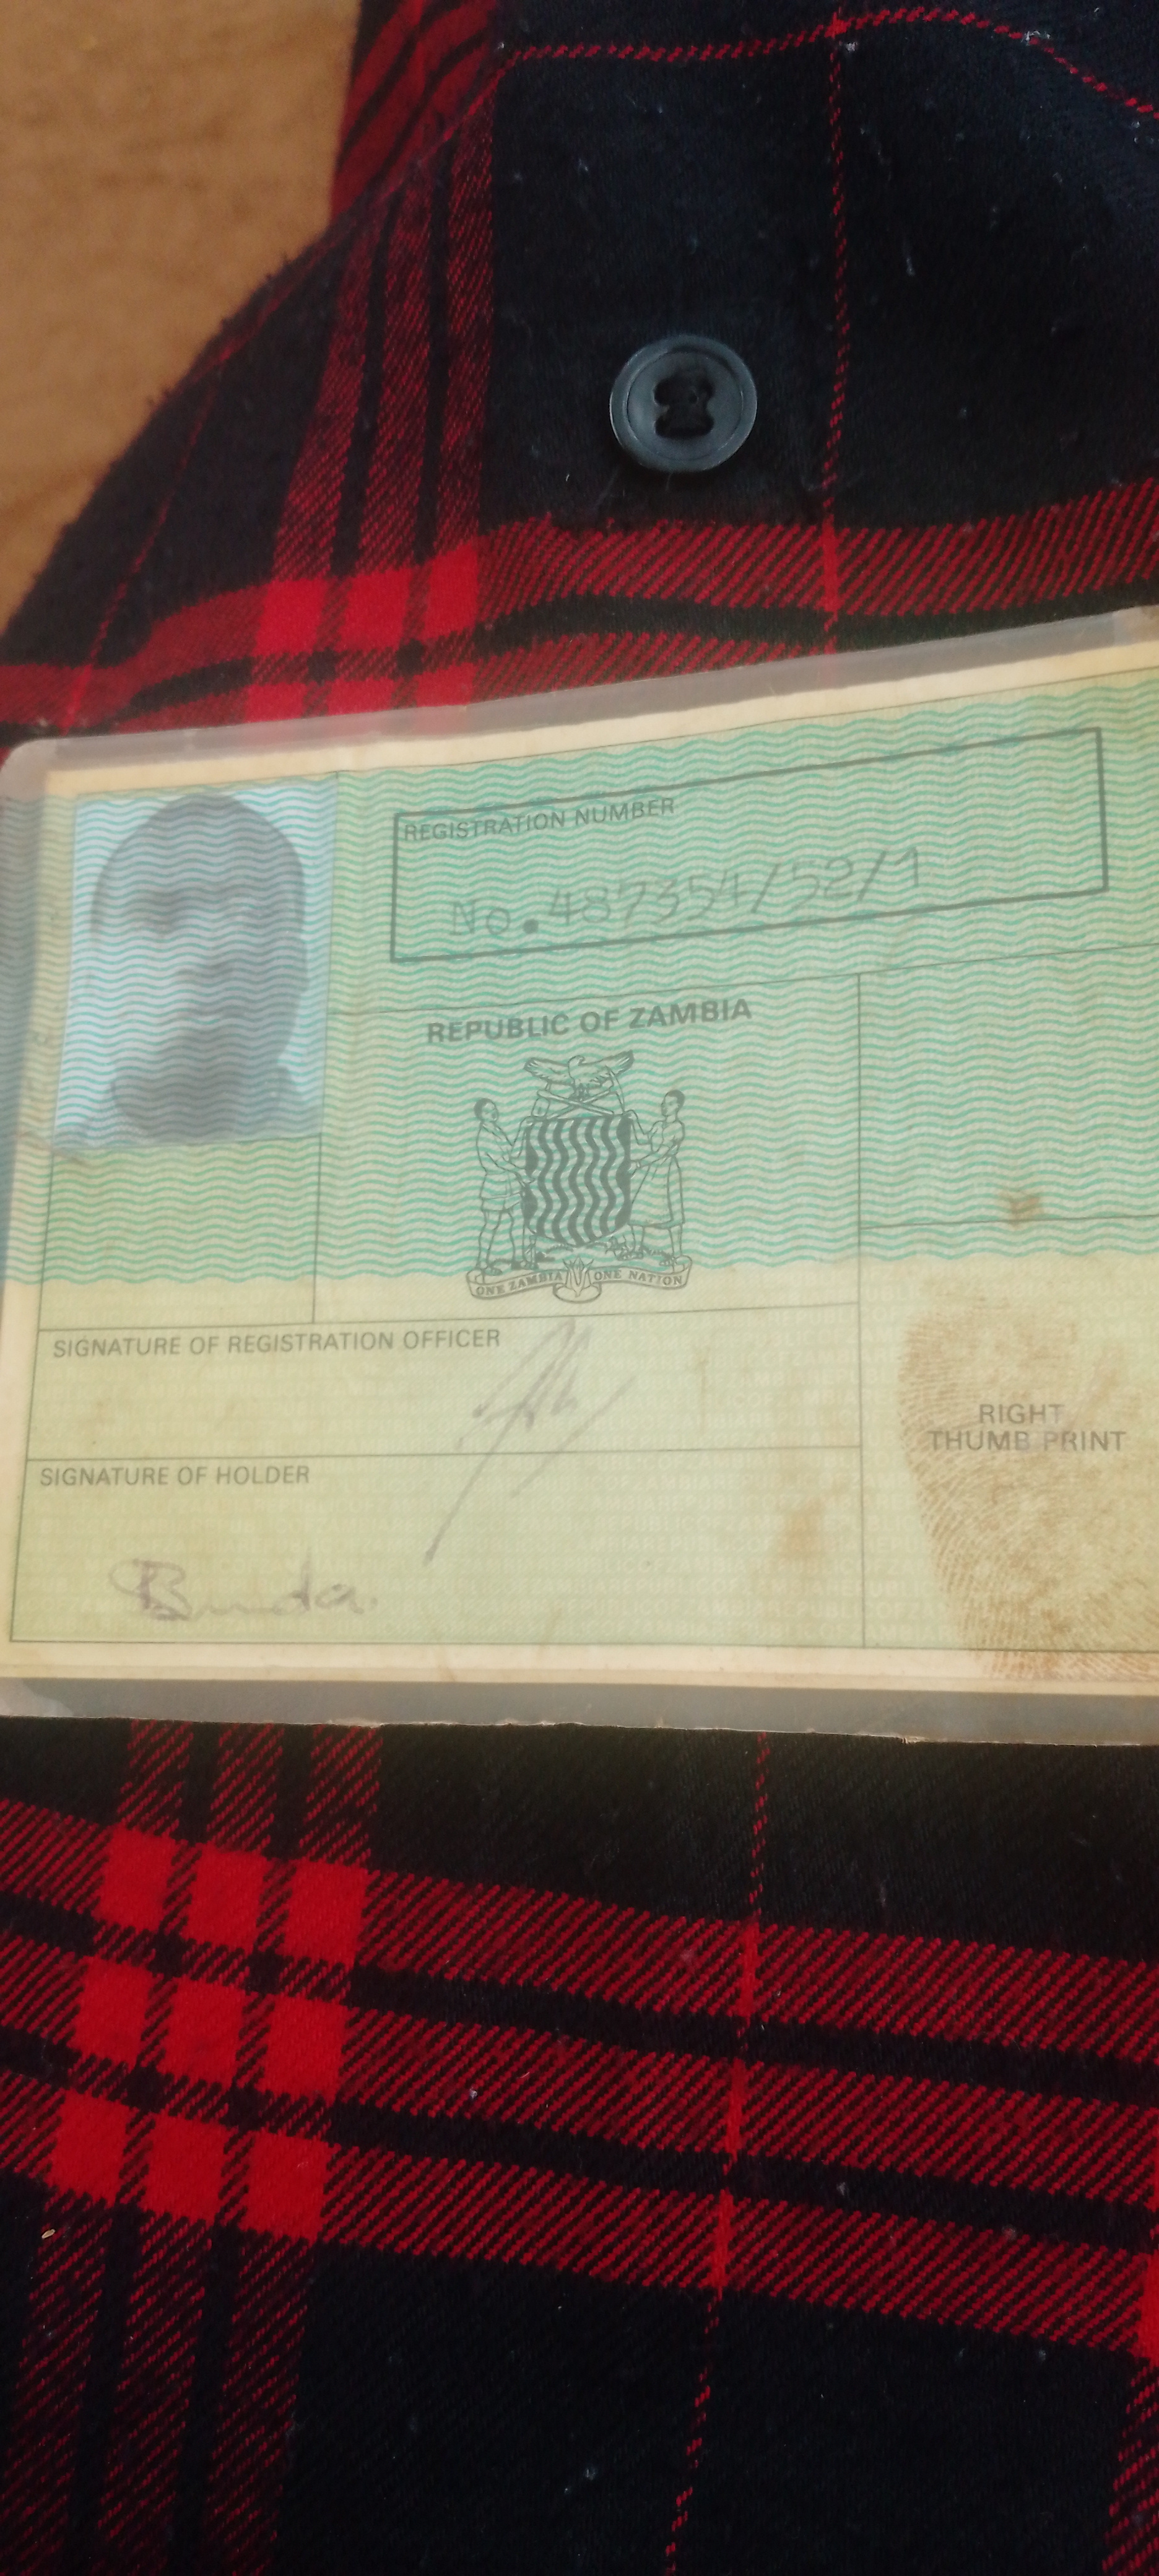 REGISTRATION NUMBER
No. 487354/52/1
REPUBLIC OF ZAMBIA
ONE ZAMBIA ONE NATION
SIGNATURE OF REGISTRATION OFFICER
SIGNATURE OF HOLDER
RIGHT
THUMB PRINT